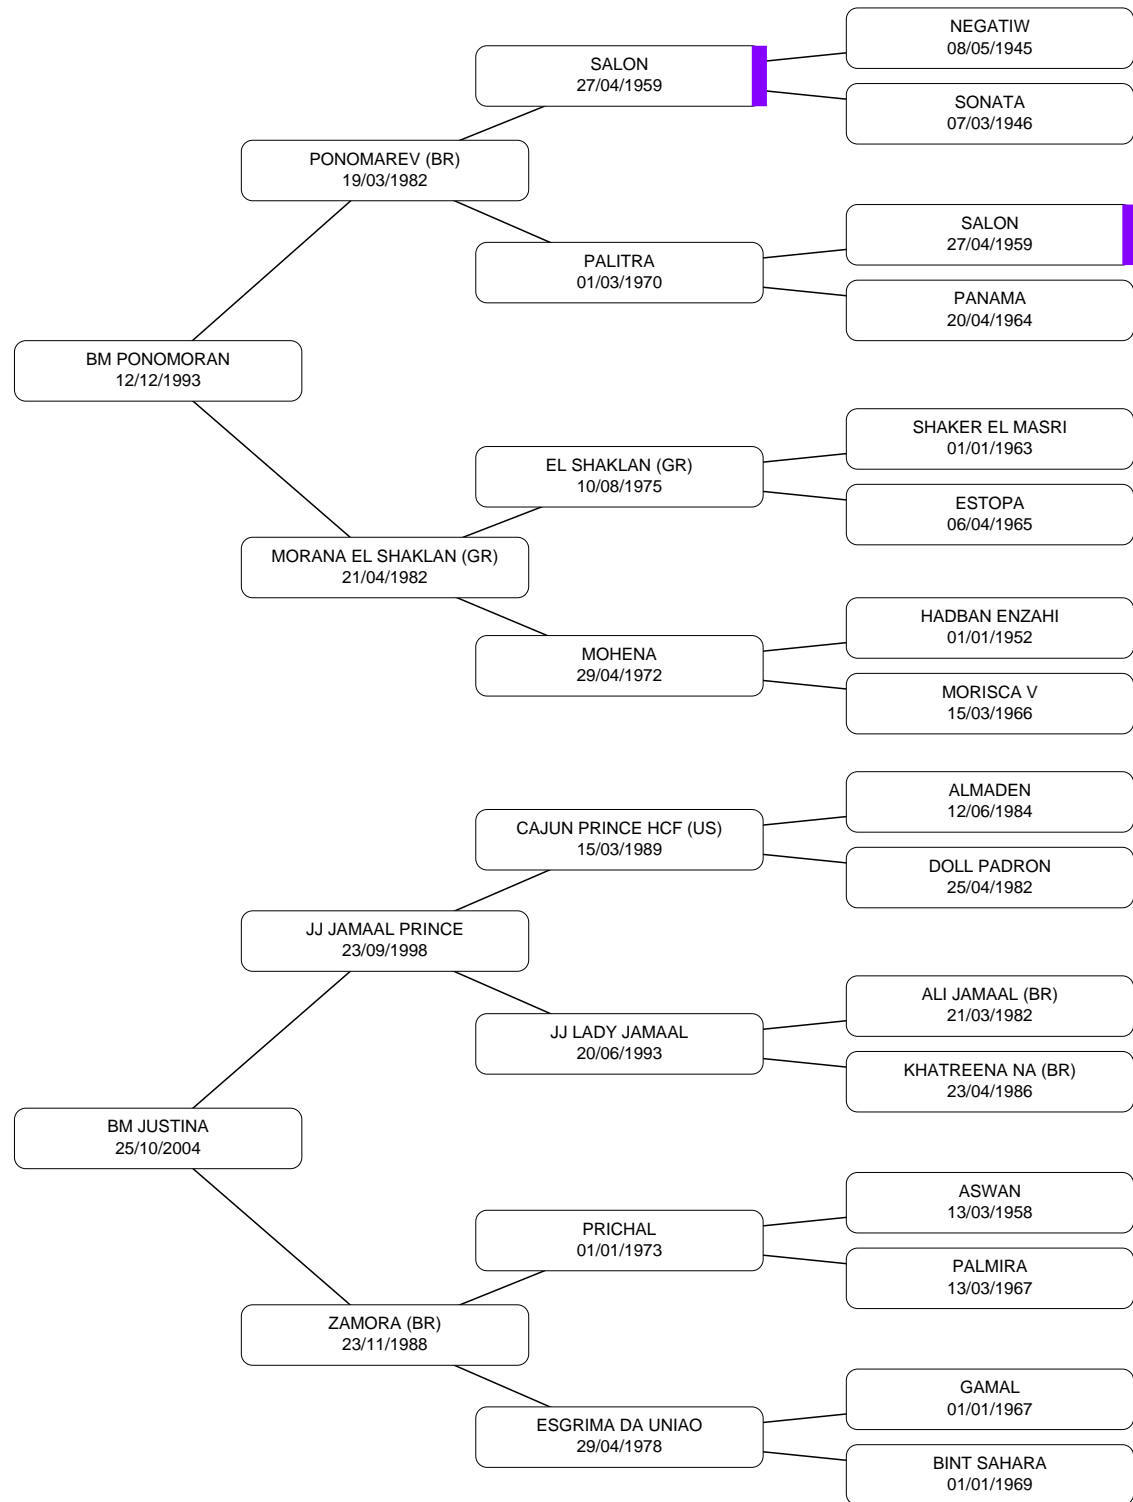 NEGATIW
08/05/1945
SALON
27/04/1959
SONATA
07/03/1946
PONOMAREV (BR)
19/03/1982
SALON
27/04/1959
PALITRA
01/03/1970
PANAMA
20/04/1964
BM PONOMORAN
12/12/1993
SHAKER EL MASRI
01/01/1963
EL SHAKLAN (GR)
10/08/1975
ESTOPA
06/04/1965
MORANA EL SHAKLAN (GR)
21/04/1982
HADBAN ENZAHI
01/01/1952
MOHENA
29/04/1972
MORISCA V
15/03/1966
ALMADEN
12/06/1984
CAJUN PRINCE HCF (US)
15/03/1989
DOLL PADRON
25/04/1982
JJ JAMAAL PRINCE
23/09/1998
ALI JAMAAL (BR)
21/03/1982
JJ LADY JAMAAL
20/06/1993
KHATREENA NA (BR)
23/04/1986
BM JUSTINA
25/10/2004
ASWAN
13/03/1958
PRICHAL
01/01/1973
PALMIRA
13/03/1967
ZAMORA (BR)
23/11/1988
GAMAL
01/01/1967
ESGRIMA DA UNIAO
29/04/1978
BINT SAHARA
01/01/1969